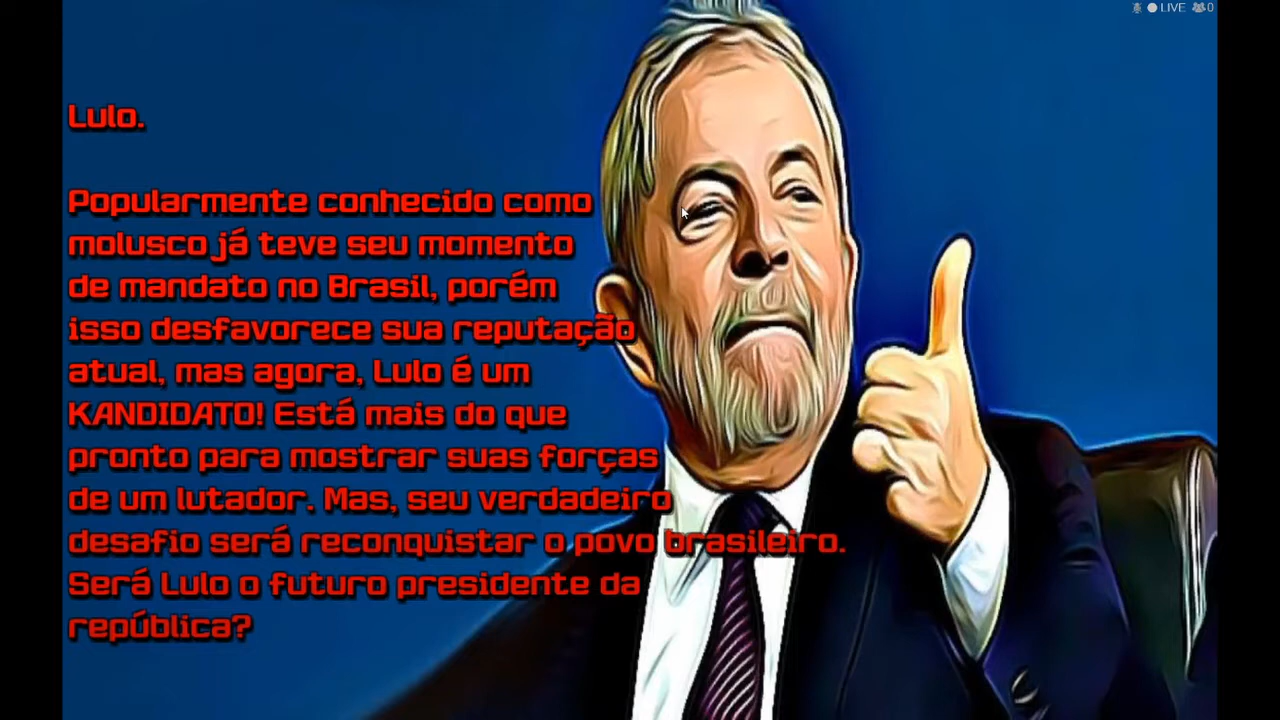 LIVE 0
Lulo.
Popularmente conhecido como
molusco já teve seu momento
de mandato no Brasil, porém
isso desfavorece sua reputação
atual, mas agora, Lulo é um
KANDIDATO! Está mais do que
pronto para mostrar suas forças
de um lutador. Mas, seu verdadeiro
desafio será reconquistar o povo brasileiro.
Será Lulo o futuro presidente da
república?